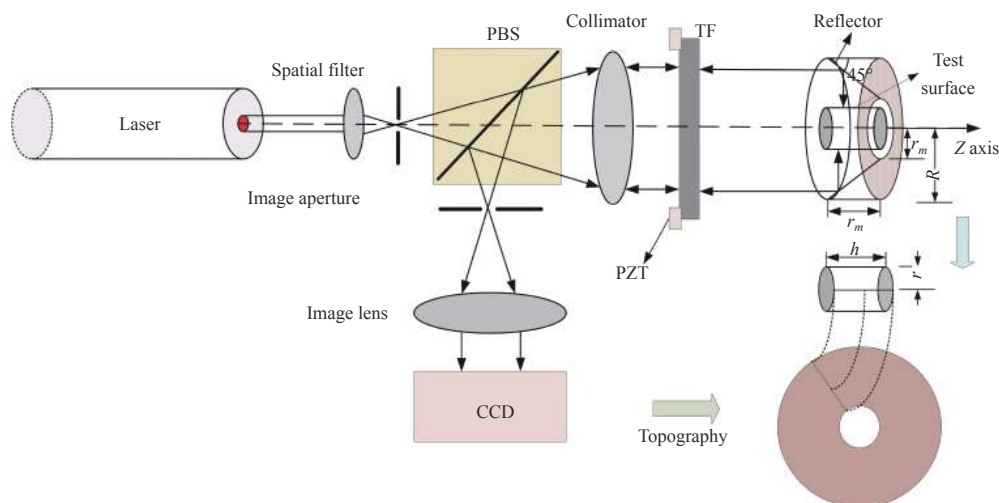 Collimator
TF
Reflector
PBS
Spatial filter
45°
Test
surface
Laser
Z axis
r_m
R
Image aperture
r_m
PZT
h
r
Image lens
CCD
Topography